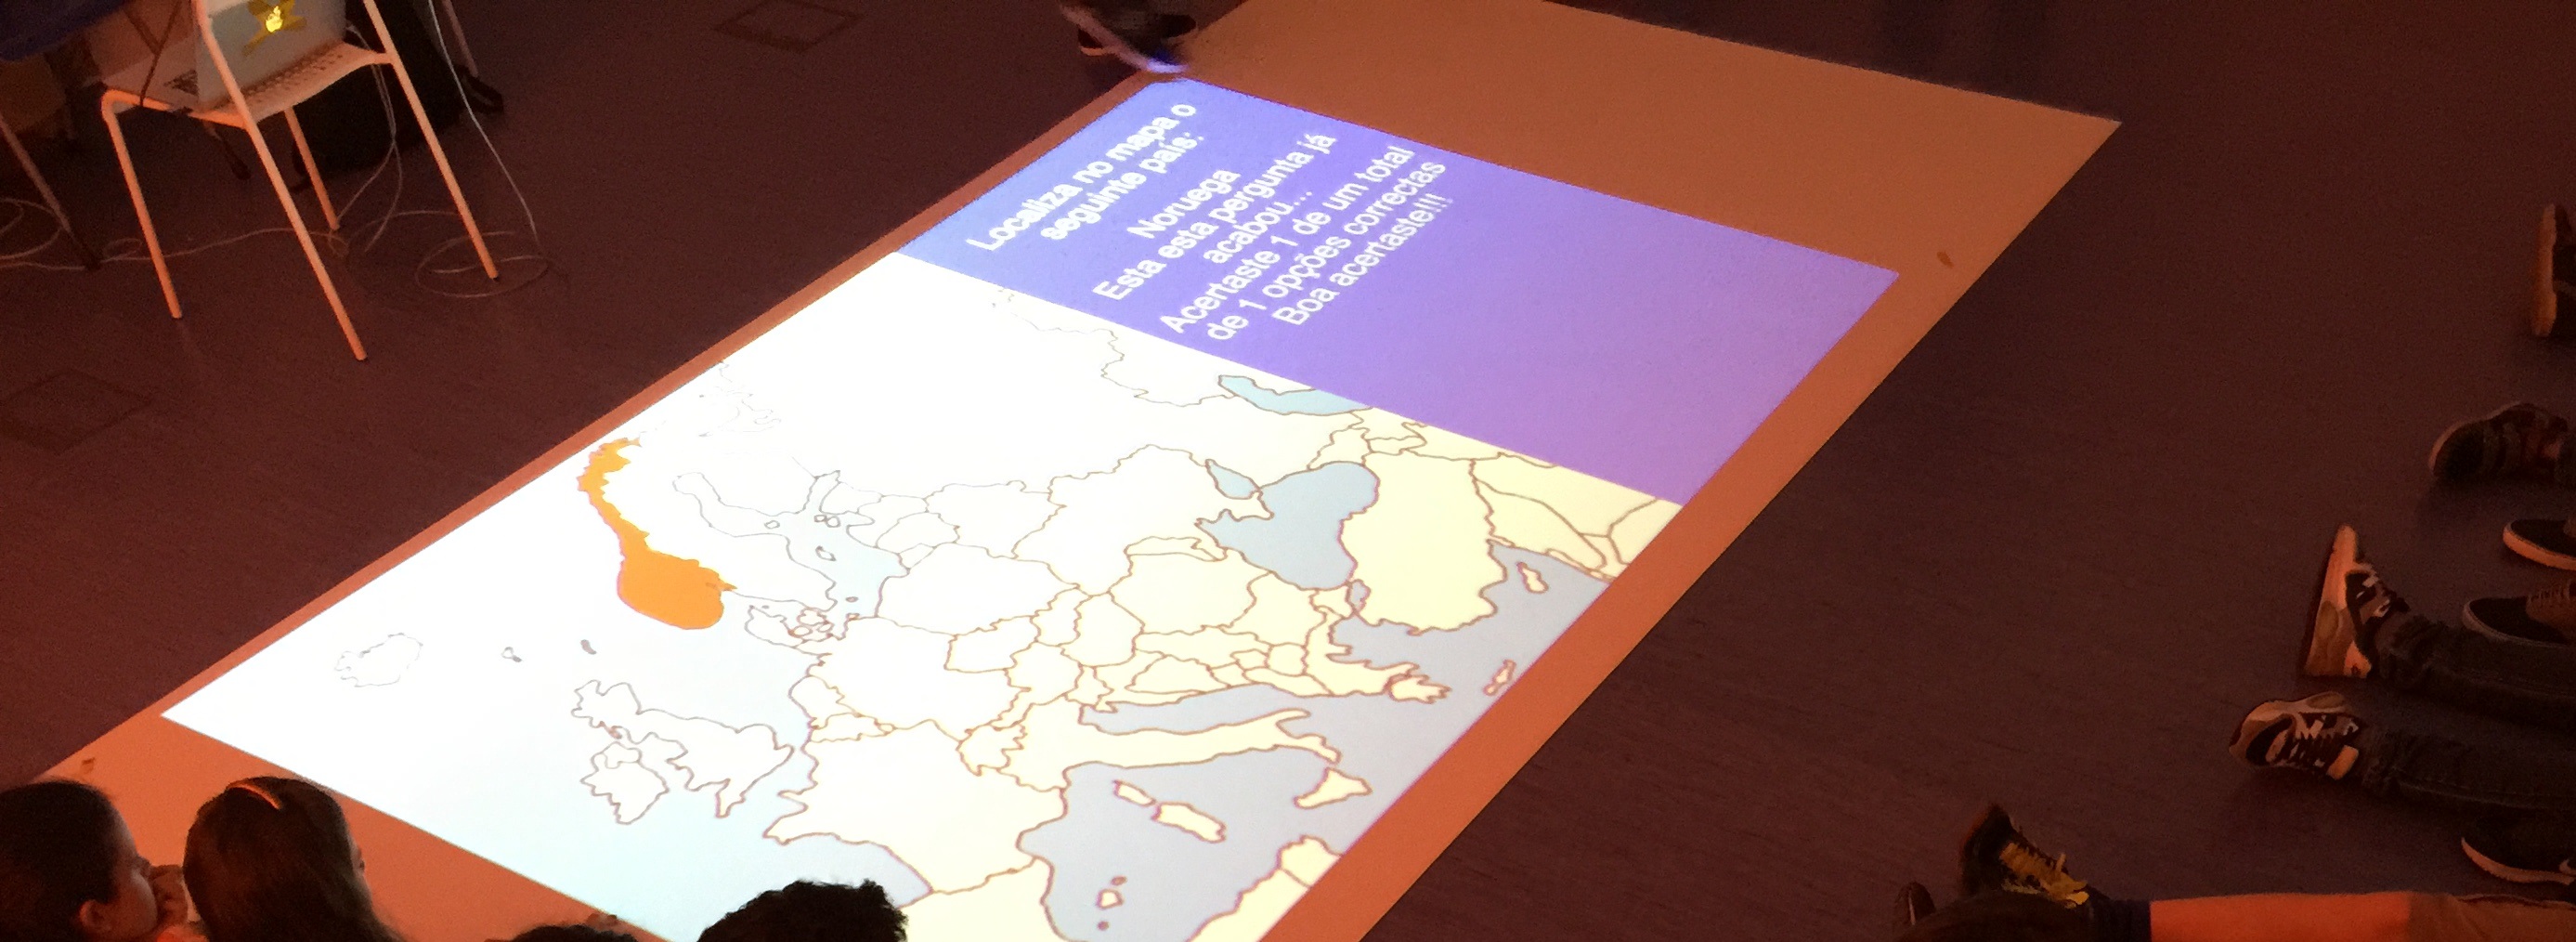 Localiza no mapa o
seguinte país:
Noruega
Esta esta pergunta já
acabou...
Acertaste 1 de um total
de 1 opções correctas
Boa acertaste!!!